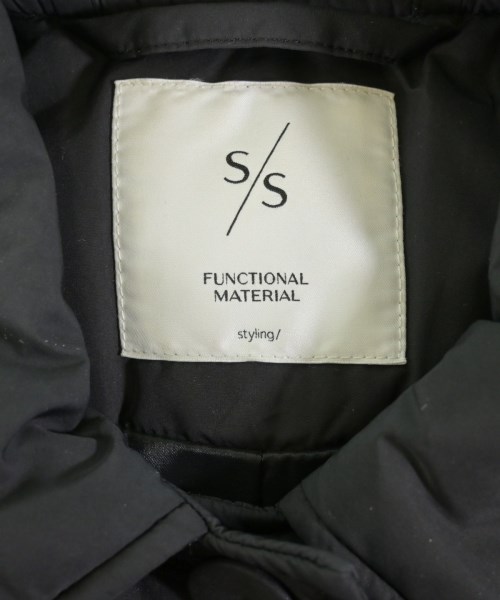 S/S
FUNCTIONAL
MATERIAL
styling/